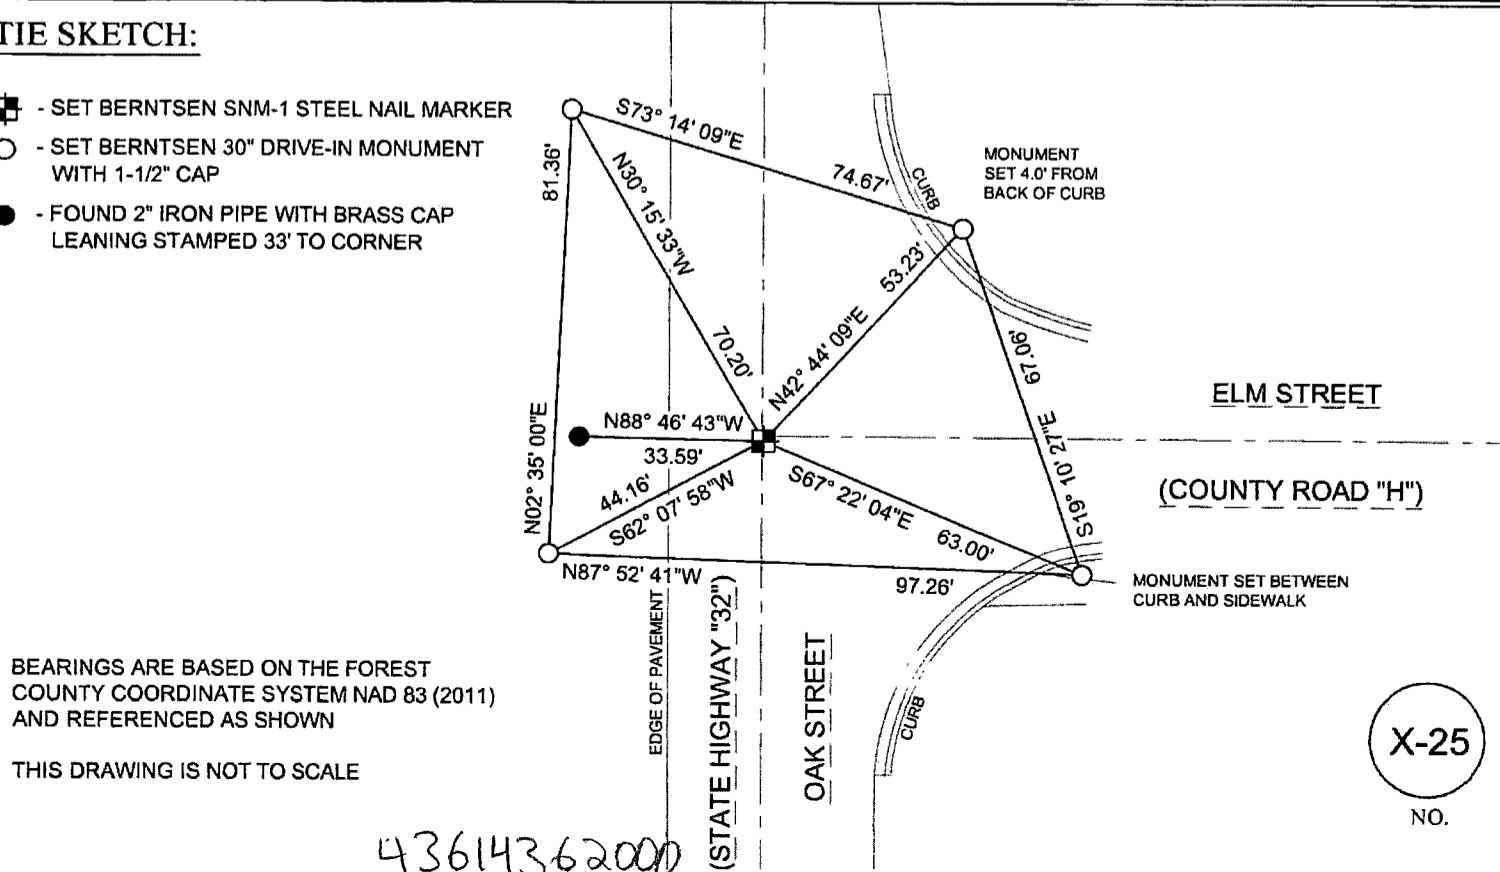 TIE SKETCH:
- SET BERNTSEN SNM-1 STEEL NAIL MARKER
- SET BERNTSEN 30" DRIVE-IN MONUMENT
WITH 1-1/2" CAP
- FOUND 2" IRON PIPE WITH BRASS CAP
LEANING STAMPED 33' TO CORNER
S73° 14' 09"E
74.67'
81.36'
N30° 15' 33"W
70.20'
CURB
MONUMENT
SET 4.0' FROM
BACK OF CURB
53.23'
N42° 44' 09"E
67.06'
S19° 10' 27"E
ELM STREET
(COUNTY ROAD "H")
N02° 35' 00"E
N88° 46' 43"W
33.59'
44.16'
S62° 07' 58"W
S67° 22' 04"E
63.00'
N87° 52' 41"W
97.26'
MONUMENT SET BETWEEN
CURB AND SIDEWALK
EDGE OF PAVEMENT
(STATE HIGHWAY "32")
OAK STREET
CURB
BEARINGS ARE BASED ON THE FOREST
COUNTY COORDINATE SYSTEM NAD 83 (2011)
AND REFERENCED AS SHOWN
THIS DRAWING IS NOT TO SCALE
X-25
NO.
43614362000